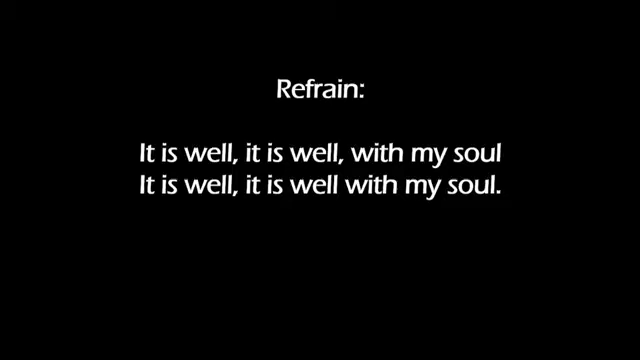 Refrain:
It is well, it is well, with my soul
It is well, it is well with my soul.